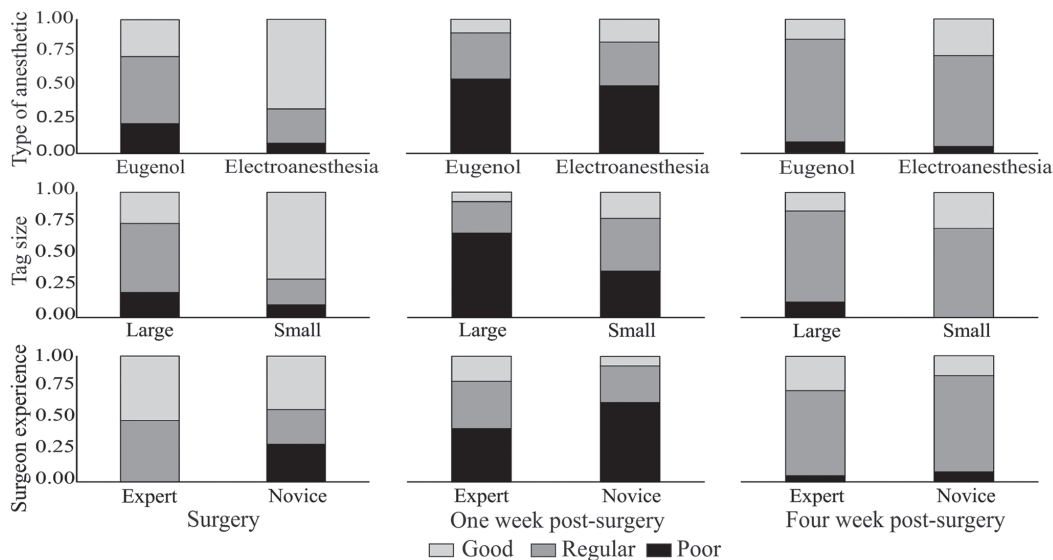 Type of anesthetic
1.00
0.75
0.50
0.25
0.00
Eugenol Electroanesthesia
Eugenol Electroanesthesia
Eugenol Electroanesthesia
Tag size
1.00
0.75
0.50
0.25
0.00
Large Small
Large Small
Large Small
Surgeon experience
1.00
0.75
0.50
0.25
0.00
Expert Novice
Expert Novice
Expert Novice
Surgery
One week post-surgery
Four week post-surgery
Good Regular Poor